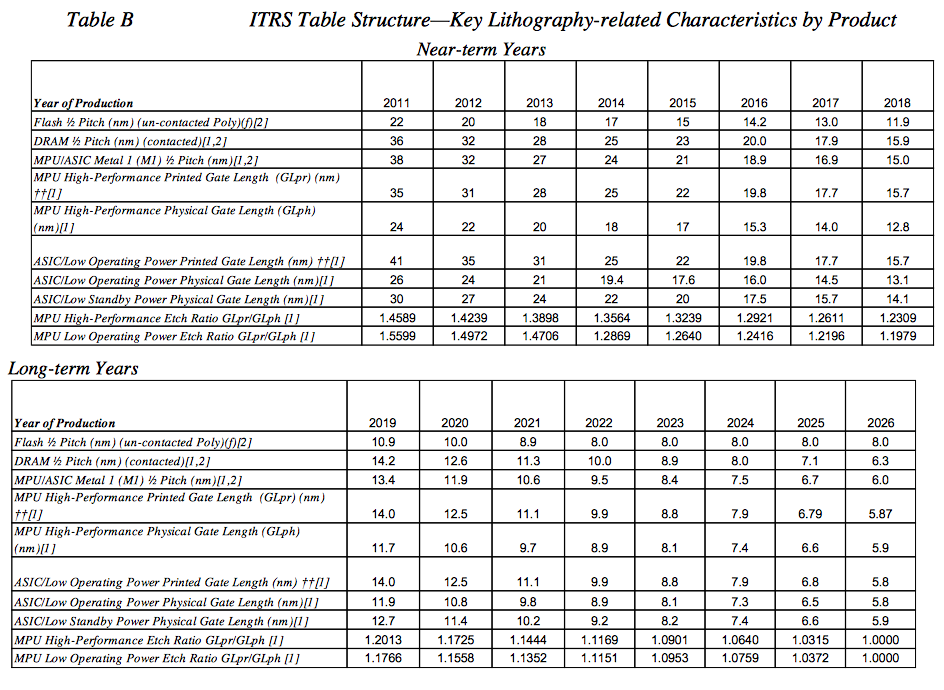 Table B ITRS Table Structure—Key Lithography-related Characteristics by Product
Near-term Years
Year of Production 2011 2012 2013 2014 2015 2016 2017 2018
Flash ½ Pitch (nm) (un-contacted Poly)(f)[2] 22 20 18 17 15 14.2 13.0 11.9
DRAM ½ Pitch (nm) (contacted)[1,2] 36 32 28 25 23 20.0 17.9 15.9
MPU/ASIC Metal 1 (M1) ½ Pitch (nm)[1,2] 38 32 27 24 21 18.9 16.9 15.0
MPU High-Performance Printed Gate Length (GLpr) (nm)
††[1] 35 31 28 25 22 19.8 17.7 15.7
MPU High-Performance Physical Gate Length (GLph)
(nm)[1] 24 22 20 18 17 15.3 14.0 12.8
ASIC/Low Operating Power Printed Gate Length (nm) ††[1] 41 35 31 25 22 19.8 17.7 15.7
ASIC/Low Operating Power Physical Gate Length (nm)[1] 26 24 21 19.4 17.6 16.0 14.5 13.1
ASIC/Low Standby Power Physical Gate Length (nm)[1] 30 27 24 22 20 17.5 15.7 14.1
MPU High-Performance Etch Ratio GLpr/GLph [1] 1.4589 1.4239 1.3898 1.3564 1.3239 1.2921 1.2611 1.2309
MPU Low Operating Power Etch Ratio GLpr/GLph [1] 1.5599 1.4972 1.4706 1.2869 1.2640 1.2416 1.2196 1.1979
Long-term Years
Year of Production 2019 2020 2021 2022 2023 2024 2025 2026
Flash ½ Pitch (nm) (un-contacted Poly)(f)[2] 10.9 10.0 8.9 8.0 8.0 8.0 8.0 8.0
DRAM ½ Pitch (nm) (contacted)[1,2] 14.2 12.6 11.3 10.0 8.9 8.0 7.1 6.3
MPU/ASIC Metal 1 (M1) ½ Pitch (nm)[1,2] 13.4 11.9 10.6 9.5 8.4 7.5 6.7 6.0
MPU High-Performance Printed Gate Length (GLpr) (nm)
††[1] 14.0 12.5 11.1 9.9 8.8 7.9 6.79 5.87
MPU High-Performance Physical Gate Length (GLph)
(nm)[1] 11.7 10.6 9.7 8.9 8.1 7.4 6.6 5.9
ASIC/Low Operating Power Printed Gate Length (nm) ††[1] 14.0 12.5 11.1 9.9 8.8 7.9 6.8 5.8
ASIC/Low Operating Power Physical Gate Length (nm)[1] 11.9 10.8 9.8 8.9 8.1 7.3 6.5 5.8
ASIC/Low Standby Power Physical Gate Length (nm)[1] 12.7 11.4 10.2 9.2 8.2 7.4 6.6 5.9
MPU High-Performance Etch Ratio GLpr/GLph [1] 1.2013 1.1725 1.1444 1.1169 1.0901 1.0640 1.0315 1.0000
MPU Low Operating Power Etch Ratio GLpr/GLph [1] 1.1766 1.1558 1.1352 1.1151 1.0953 1.0759 1.0372 1.0000